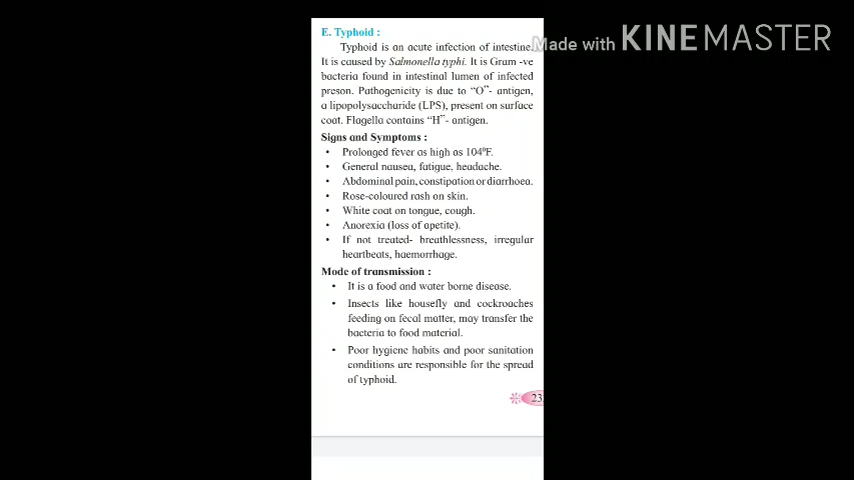 E. Typhoid :
Typhoid is an acute infection of intestine.
It is caused by Salmonella typhi. It is Gram -ve
bacteria found in intestinal lumen of infected
preson. Pathogenicity is due to “O”- antigen,
a lipopolysaccharide (LPS), present on surface
coat. Flagella contains “H”- antigen.
Signs and Symptoms :
• Prolonged fever as high as 104⁰F.
• General nausea, fatigue, headache.
• Abdominal pain, constipation or diarrhoea.
• Rose-coloured rash on skin.
• White coat on tongue, cough.
• Anorexia (loss of apetite).
• If not treated- breathlessness, irregular
heartbeats, haemorrhage.
Mode of transmission :
• It is a food and water borne disease.
• Insects like housefly and cockroaches
feeding on fecal matter, may transfer the
bacteria to food material.
• Poor hygiene habits and poor sanitation
conditions are responsible for the spread
of typhoid.
23
Made with KINEMASTER